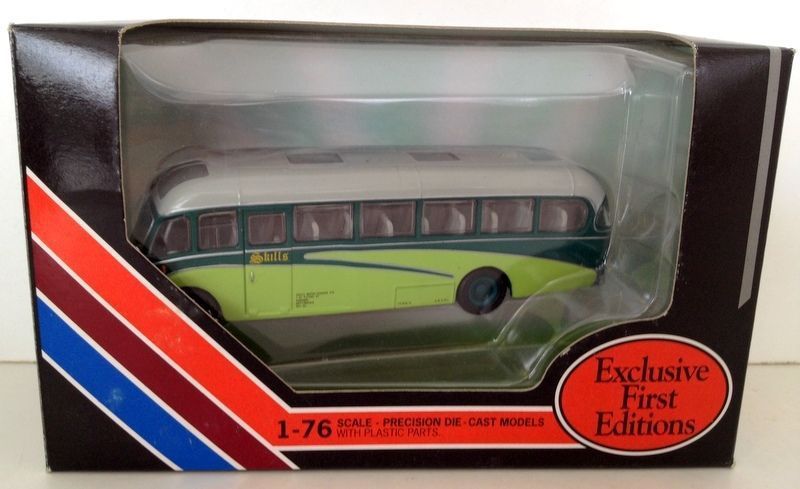 Skills
1-76 SCALE - PRECISION DIE-CAST MODELS
WITH PLASTIC PARTS.
Exclusive
First
Editions